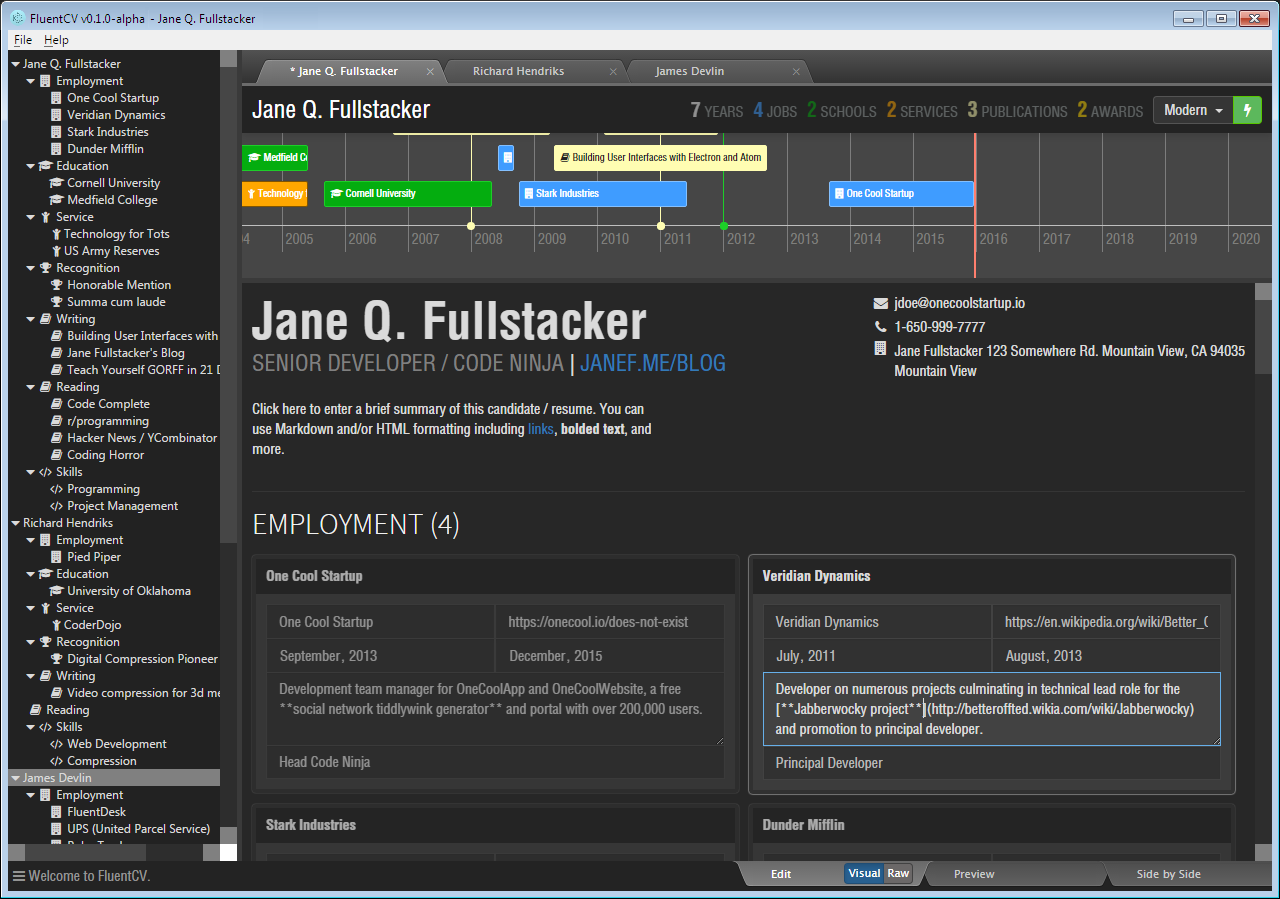 FluentCV v0.1.0-alpha - Jane Q. Fullstacker
File Help
Jane Q. Fullstacker
Employment
One Cool Startup
Veridian Dynamics
Stark Industries
Dunder Mifflin
Education
Cornell University
Medfield College
Service
Technology for Tots
US Army Reserves
Recognition
Honorable Mention
Summa cum laude
Writing
Building User Interfaces with
Jane Fullstacker's Blog
Teach Yourself GORFF in 21 D
Reading
Code Complete
r/programming
Hacker News / YCombinator
Coding Horror
Skills
Programming
Project Management
Richard Hendriks
Employment
Pied Piper
Education
University of Oklahoma
Service
CoderDojo
Recognition
Digital Compression Pioneer
Writing
Video compression for 3d me
Reading
Skills
Web Development
Compression
James Devlin
Employment
FluentDesk
UPS (United Parcel Service)
* Jane Q. Fullstacker
Richard Hendriks
James Devlin
Jane Q. Fullstacker
7 YEARS 4 JOBS 2 SCHOOLS 2 SERVICES 3 PUBLICATIONS 2 AWARDS
Modern
Medfield C
Building User Interfaces with Electron and Atom
Technology
Cornell University
Stark Industries
One Cool Startup
4 2005 2006 2007 2008 2009 2010 2011 2012 2013 2014 2015 2016 2017 2018 2019 2020
Jane Q. Fullstacker
SENIOR DEVELOPER / CODE NINJA | JANEF.ME/BLOG
jdoe@onecoolstartup.io
1-650-999-7777
Jane Fullstacker 123 Somewhere Rd. Mountain View, CA 94035
Mountain View
Click here to enter a brief summary of this candidate / resume. You can
use Markdown and/or HTML formatting including links, bolded text, and
more.
EMPLOYMENT (4)
One Cool Startup
One Cool Startup
https://onecool.io/does-not-exist
September, 2013
December, 2015
Development team manager for OneCoolApp and OneCoolWebsite, a free
**social network tiddlywink generator** and portal with over 200,000 users.
Head Code Ninja
Veridian Dynamics
Veridian Dynamics
https://en.wikipedia.org/wiki/Better_O
July, 2011
August, 2013
Developer on numerous projects culminating in technical lead role for the
[**Jabberwocky project**](http://betteroffted.wikia.com/wiki/Jabberwocky)
and promotion to principal developer.
Principal Developer
Stark Industries
Dunder Mifflin
Welcome to FluentCV.
Edit
Visual Raw
Preview
Side by Side